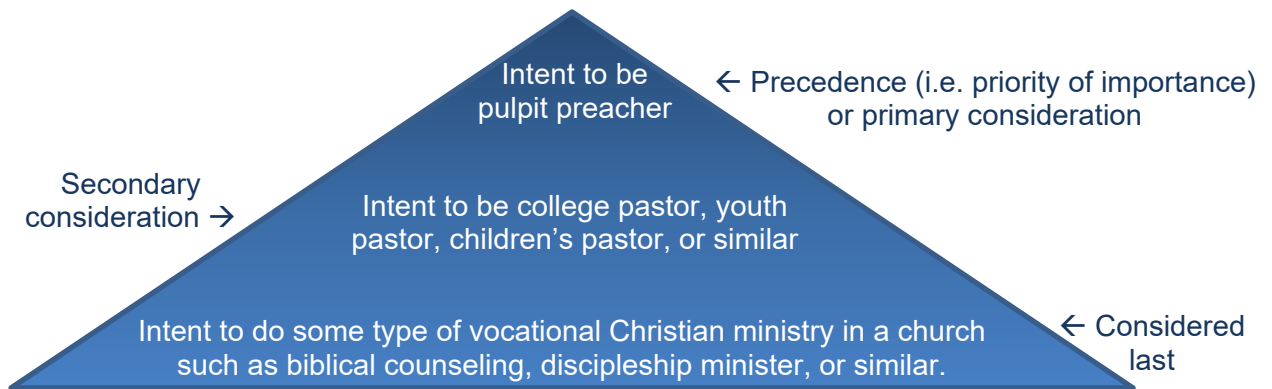 Intent to be
pulpit preacher
← Precedence (i.e. priority of importance)
or primary consideration
Secondary
consideration →
Intent to be college pastor, youth
pastor, children’s pastor, or similar
Intent to do some type of vocational Christian ministry in a church
such as biblical counseling, discipleship minister, or similar.
← Considered
last